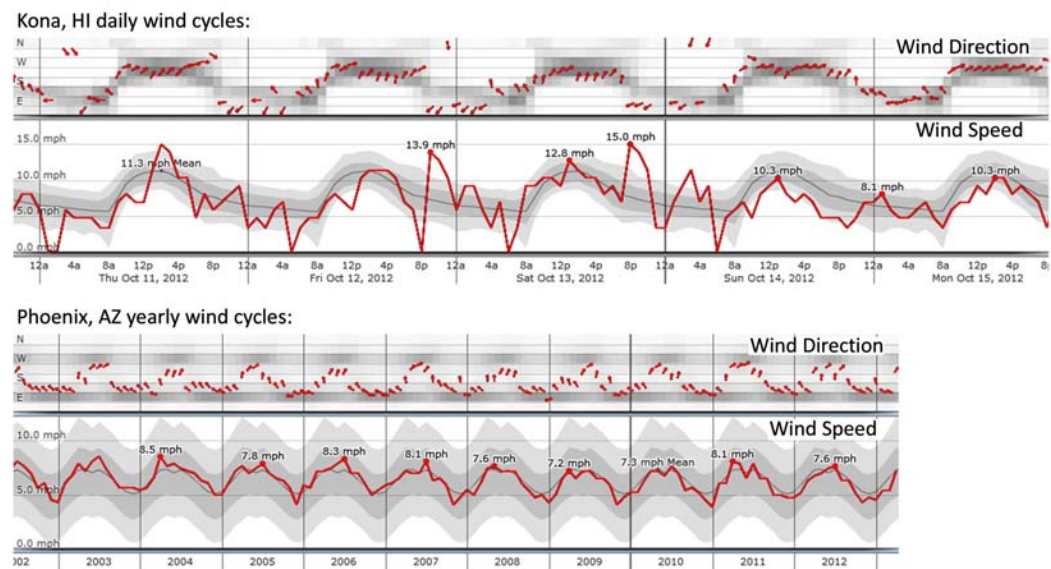 Kona, HI daily wind cycles:
Wind Direction
N
W
S
E
Wind Speed
15.0 mph
10.0 mph
5.0 mph
0.0 mph
11.3 mph Mean
13.9 mph
12.8 mph
15.0 mph
10.3 mph
8.1 mph
10.3 mph
12a 4a 8a 12p 4p 8p 12a 4a 8a 12p 4p 8p 12a 4a 8a 12p 4p 8p 12a 4a 8a 12p 4p 8p 12a 4a 8a 12p 4p
Thu Oct 11, 2012 Fri Oct 12, 2012 Sat Oct 13, 2012 Sun Oct 14, 2012 Mon Oct 15, 2012
Phoenix, AZ yearly wind cycles:
Wind Direction
N
W
S
E
Wind Speed
10.0 mph
5.0 mph
0.0 mph
8.5 mph
7.8 mph
8.3 mph
8.1 mph
7.6 mph
7.2 mph
7.3 mph Mean
8.1 mph
7.6 mph
2003 2004 2005 2006 2007 2008 2009 2010 2011 2012